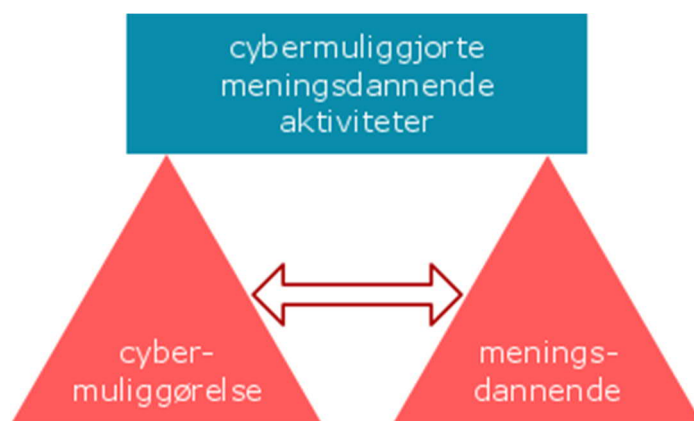 cybermuliggjorte
meningsdannende
aktiviteter
cyber-
muliggørelse
menings-
dannende